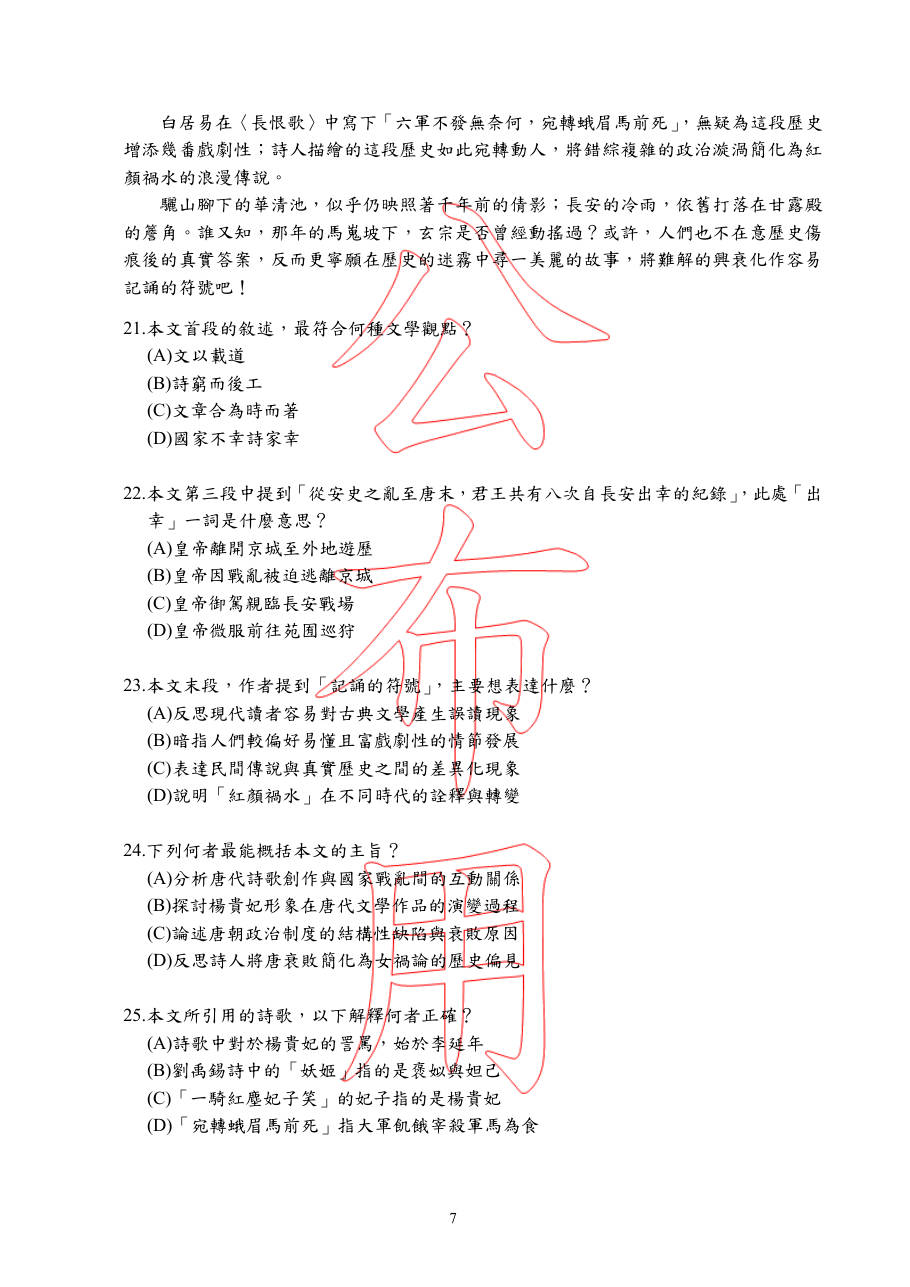 白居易在〈長恨歌〉中寫下「六軍不發無奈何，宛轉蛾眉馬前死」，無疑為這段歷史
增添幾番戲劇性；詩人描繪的這段歷史如此宛轉動人，將錯綜複雜的政治漩渦簡化為紅
顏禍水的浪漫傳說。
驪山腳下的華清池，似乎仍映照著千年前的倩影；長安的冷雨，依舊打落在甘露殿
的簷角。誰又知，那年的馬嵬坡下，玄宗是否曾經動搖過？或許，人們也不在意歷史傷
痕後的真實答案，反而更寧願在歷史的迷霧中尋一美麗的故事，將難解的興衰化作容易
記誦的符號吧！
21.本文首段的敘述，最符合何種文學觀點？
(A)文以載道
(B)詩窮而後工
(C)文章合為時而著
(D)國家不幸詩家幸
22.本文第三段中提到「從安史之亂至唐末，君王共有八次自長安出幸的紀錄」，此處「出
幸」一詞是什麼意思？
(A)皇帝離開京城至外地遊歷
(B)皇帝因戰亂被迫逃離京城
(C)皇帝御駕親臨長安戰場
(D)皇帝微服前往苑囿巡狩
23.本文末段，作者提到「記誦的符號」，主要想表達什麼？
(A)反思現代讀者容易對古典文學產生誤讀現象
(B)暗指人們較偏好易懂且富戲劇性的情節發展
(C)表達民間傳說與真實歷史之間的差異化現象
(D)說明「紅顏禍水」在不同時代的詮釋與轉變
24.下列何者最能概括本文的主旨？
(A)分析唐代詩歌創作與國家戰亂間的互動關係
(B)探討楊貴妃形象在唐代文學作品的演變過程
(C)論述唐朝政治制度的結構性缺陷與衰敗原因
(D)反思詩人將唐衰敗簡化為女禍論的歷史偏見
25.本文所引用的詩歌，以下解釋何者正確？
(A)詩歌中對於楊貴妃的詈罵，始於李延年
(B)劉禹錫詩中的「妖姬」指的是褒姒與妲己
(C)「一騎紅塵妃子笑」的妃子指的是楊貴妃
(D)「宛轉蛾眉馬前死」指大軍飢餓宰殺軍馬為食
公
布
用
7